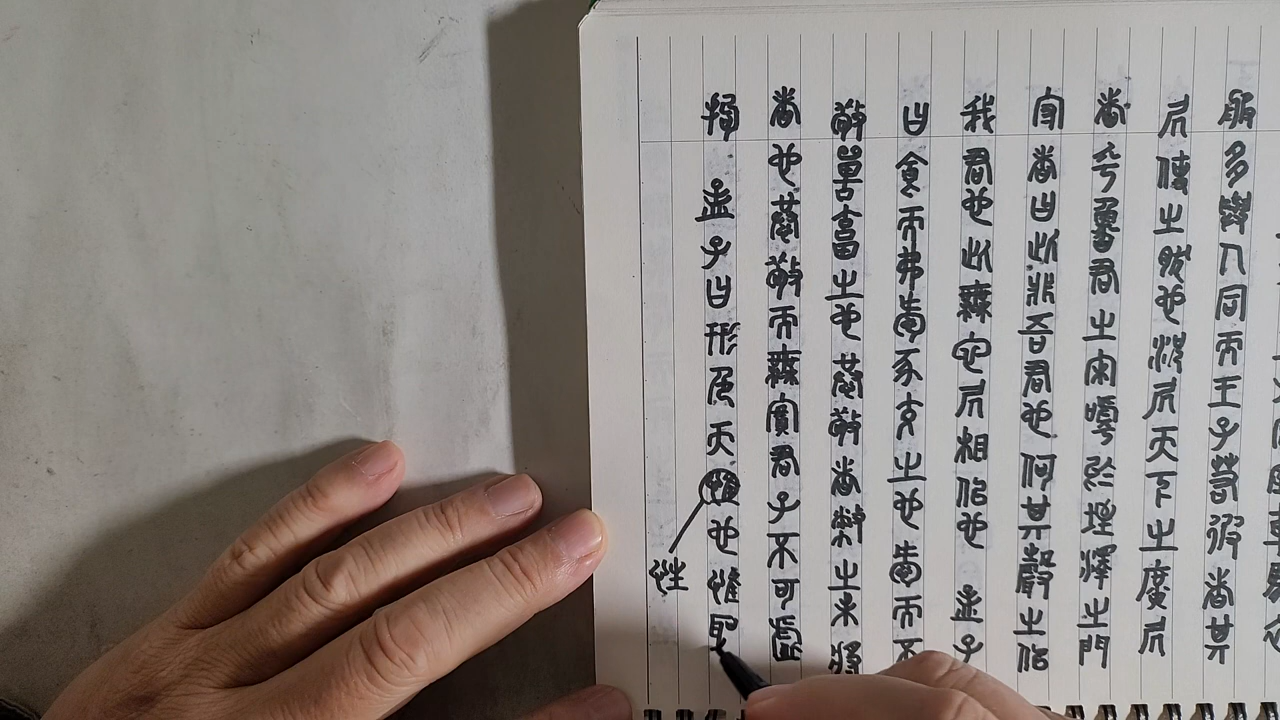 服多與人同而王子若彼者其
居使之然也況居天下之廣居
者乎魯君之宋嘑於垤澤之門
守者曰此非吾君也何其聲之似
我君也此無他居相似也 孟子
曰食而弗愛豕交之也愛而不
敬獸畜之也恭敬者幣之未將
者也恭敬而無實君子不可虛
拘 孟子曰形色天也惟聖
性